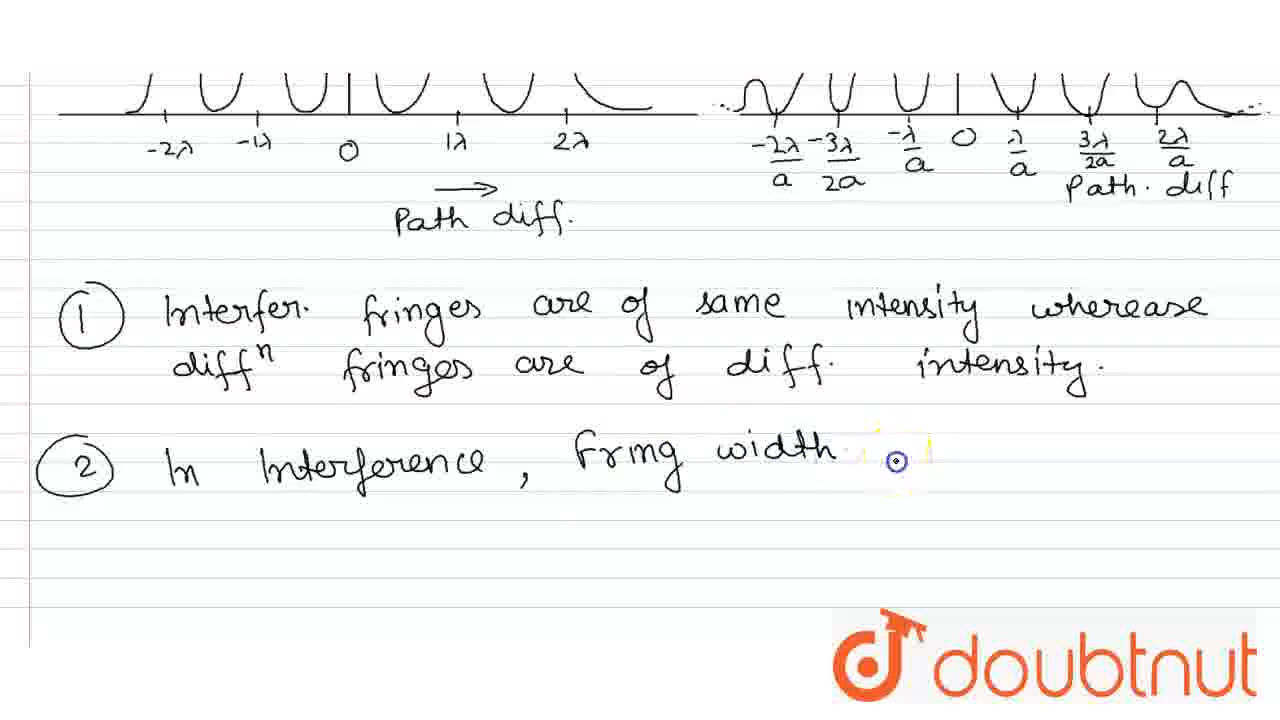 -2λ -1λ 0 1λ 2λ
-2λ/a -3λ/2a -λ/a 0 λ/a 3λ/2a 2λ/a
Path diff.
Path. diff
1 Interfer. fringes are of same intensity wherease
diffⁿ fringes are of diff. intensity.
2 In Interference, Fring width.
doubtnut